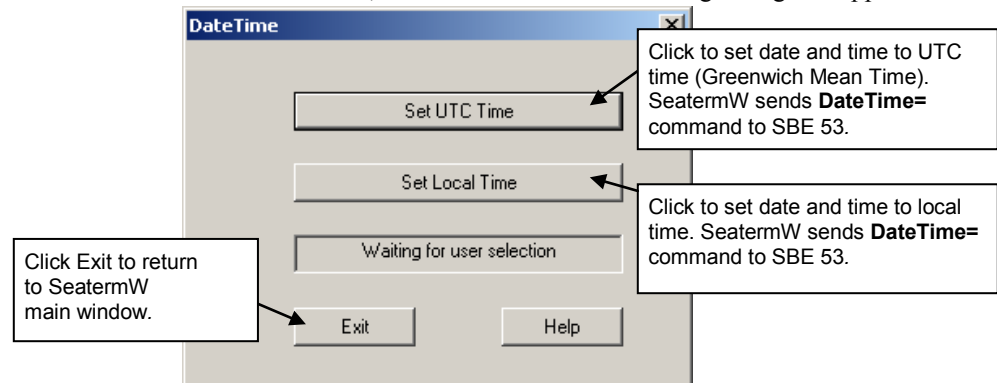 DateTime
Click to set date and time to UTC
time (Greenwich Mean Time).
SeatermW sends DateTime=
command to SBE 53.
Set UTC Time
Set Local Time
Click to set date and time to local
time. SeatermW sends DateTime=
command to SBE 53.
Waiting for user selection
Click Exit to return
to SeatermW
main window.
Exit
Help